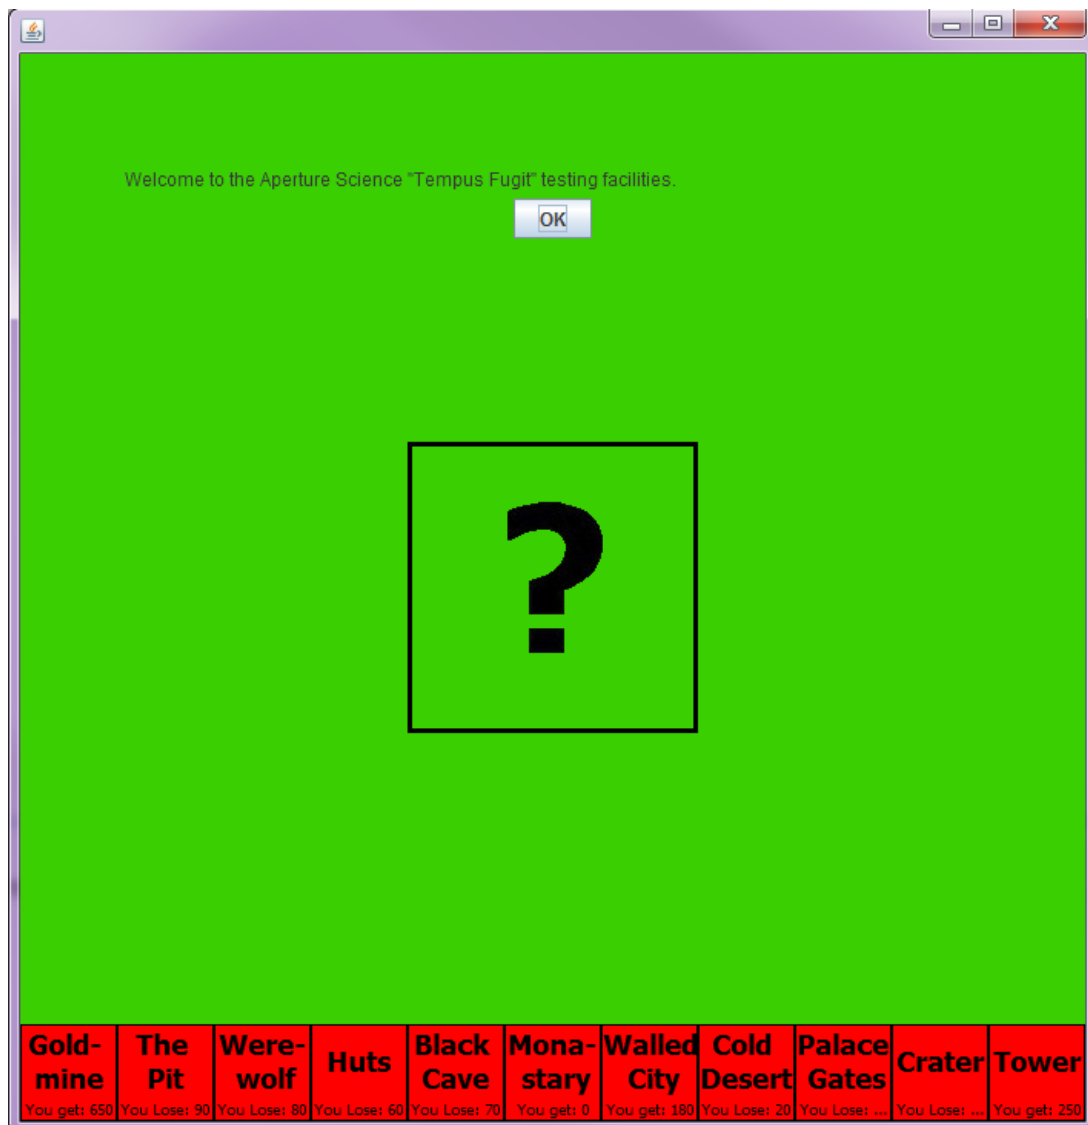 Welcome to the Aperture Science "Tempus Fugit" testing facilities.
OK
?
Gold-
mine
You get: 650
The
Pit
You Lose: 90
Were-
wolf
You Lose: 80
Huts
You Lose: 60
Black
Cave
You Lose: 70
Mona-
stary
You get: 0
Walled
City
You get: 180
Cold
Desert
You Lose: 20
Palace
Gates
You Lose: ...
Crater
You Lose: ...
Tower
You get: 250